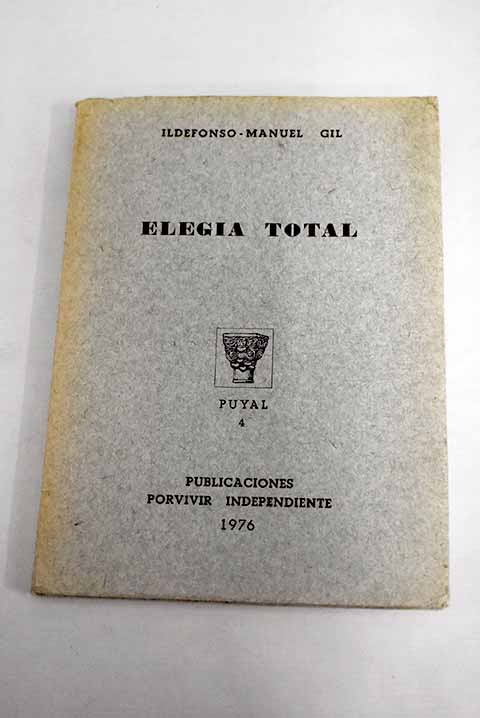 ILDEFONSO-MANUEL GIL
ELEGIA TOTAL
PUYAL
4
PUBLICACIONES
PORVIVIR INDEPENDIENTE
1976